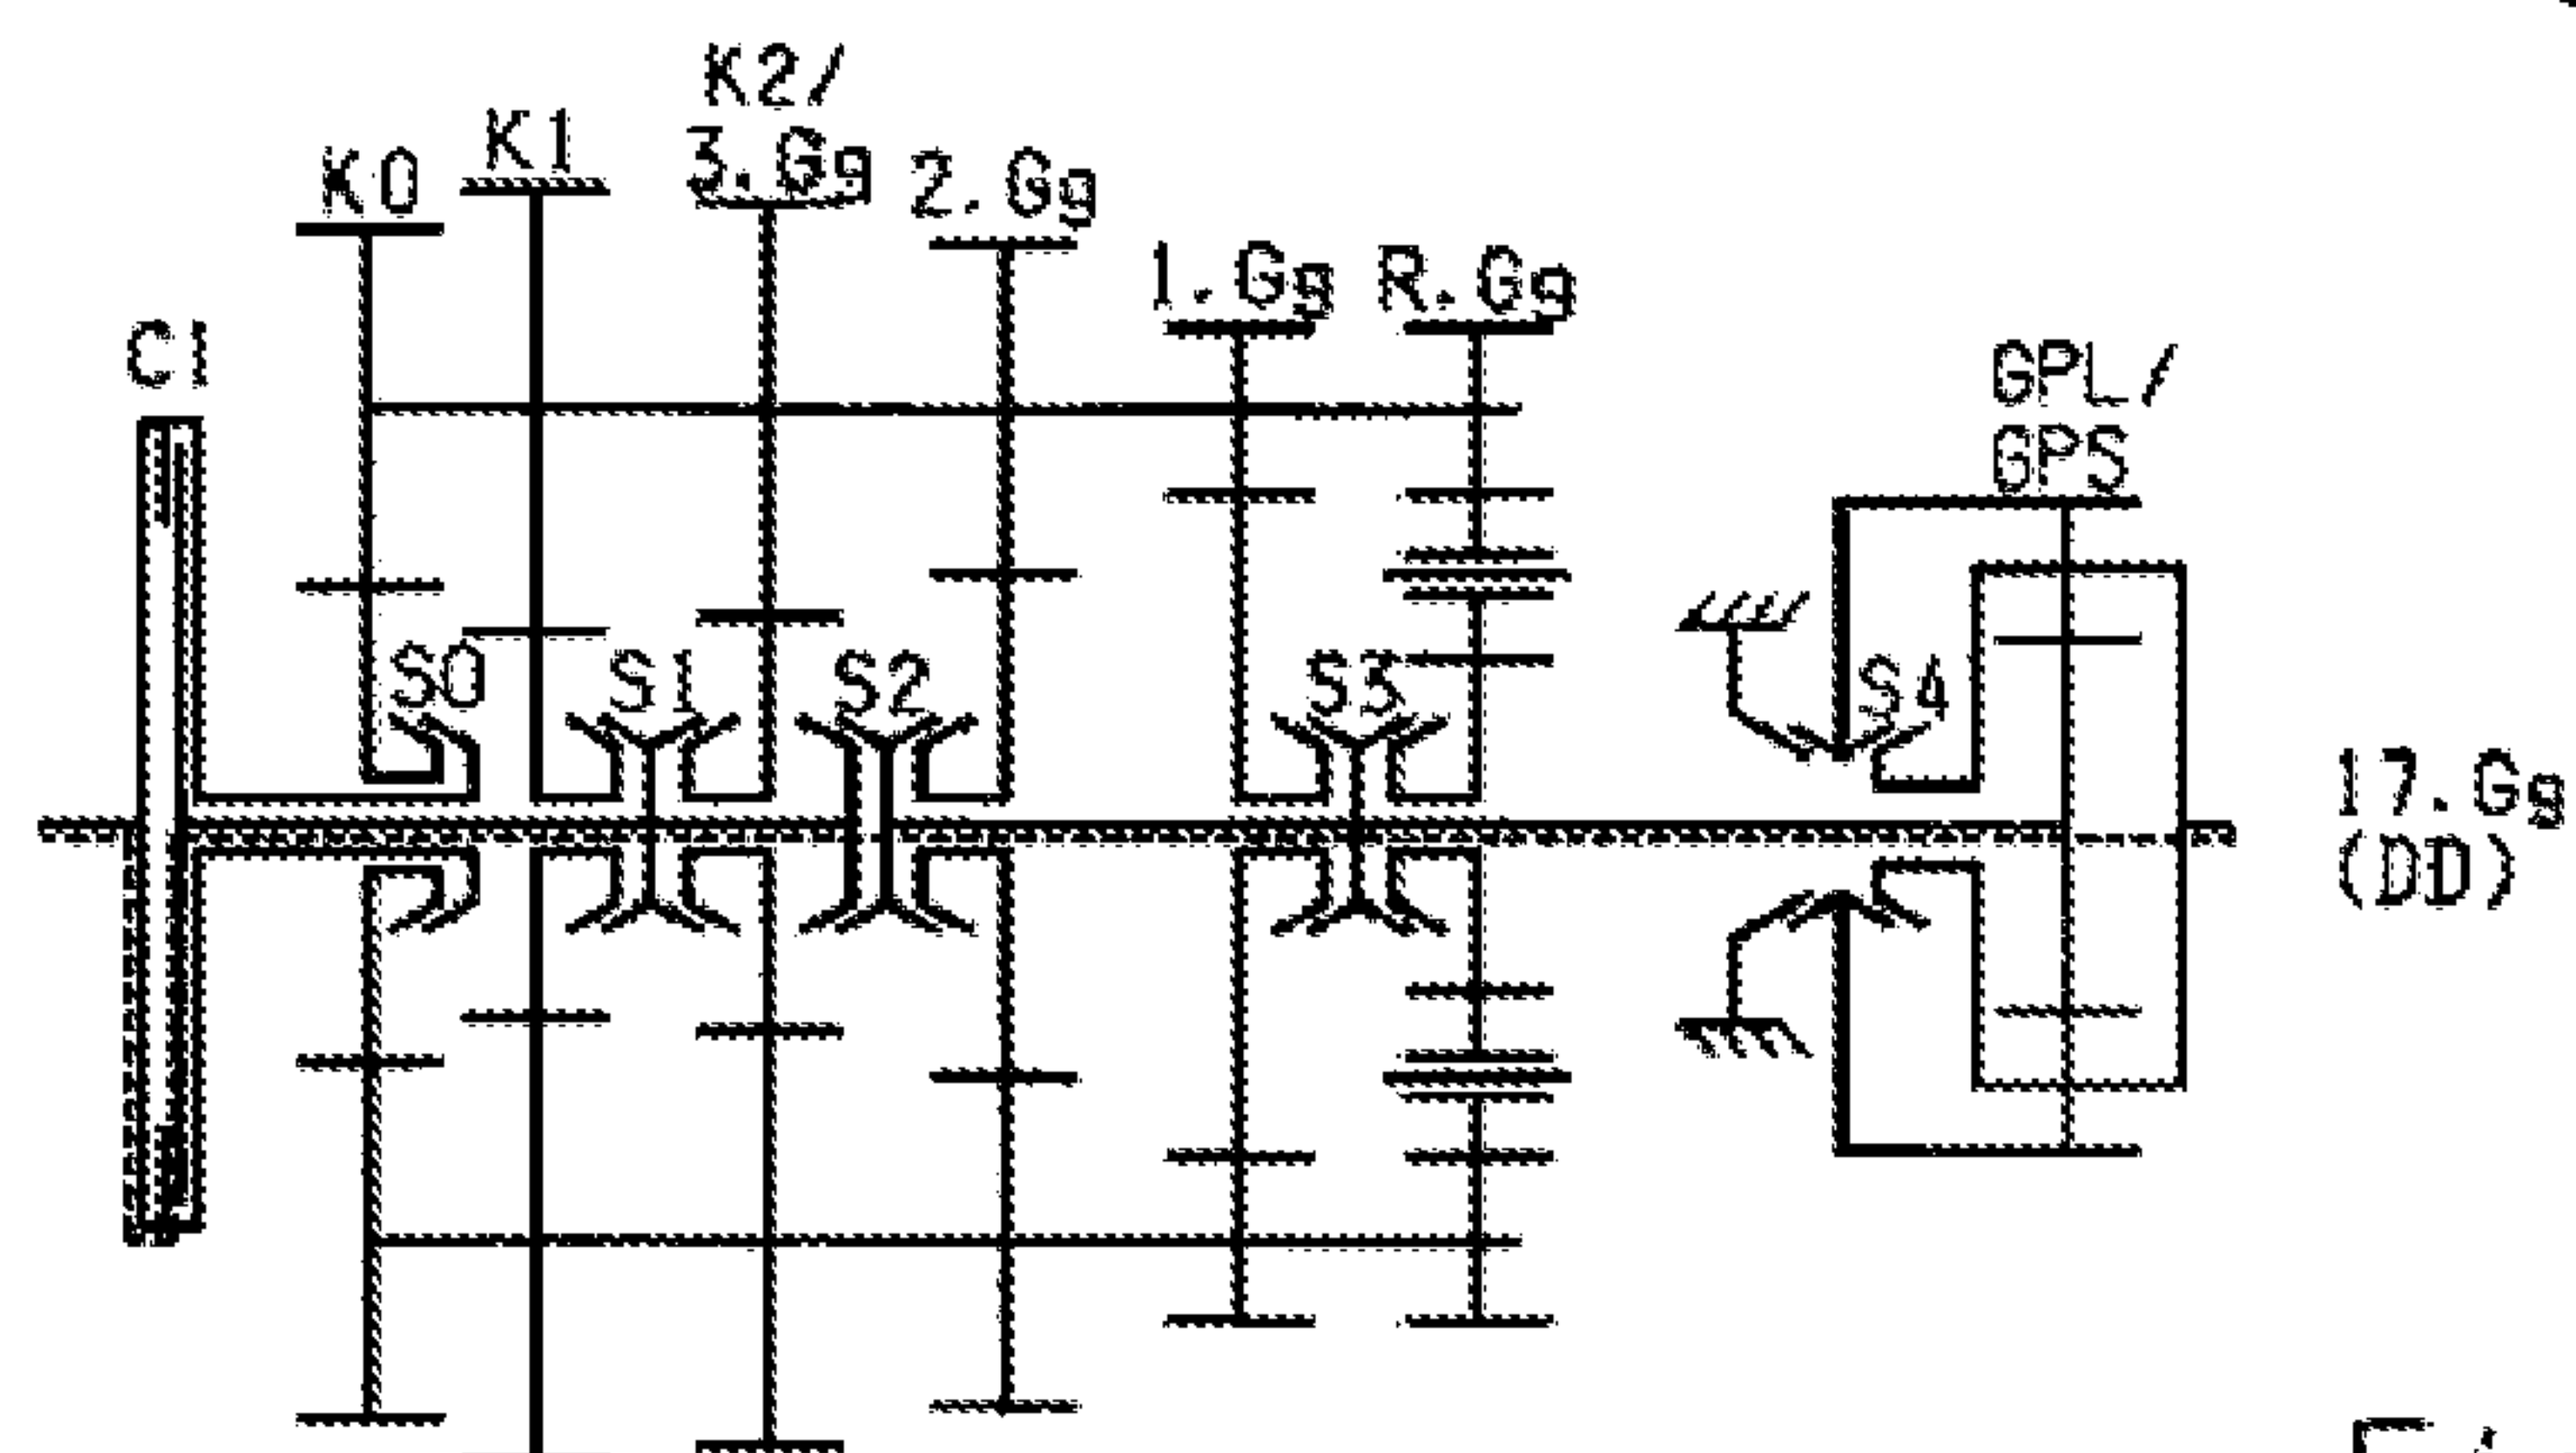 K0
K1
K2/
3.Gg
2.Gg
1.Gg
R.Gg
C1
GPL/
GPS
S0
S1
S2
S3
S4
17.Gg
(DD)